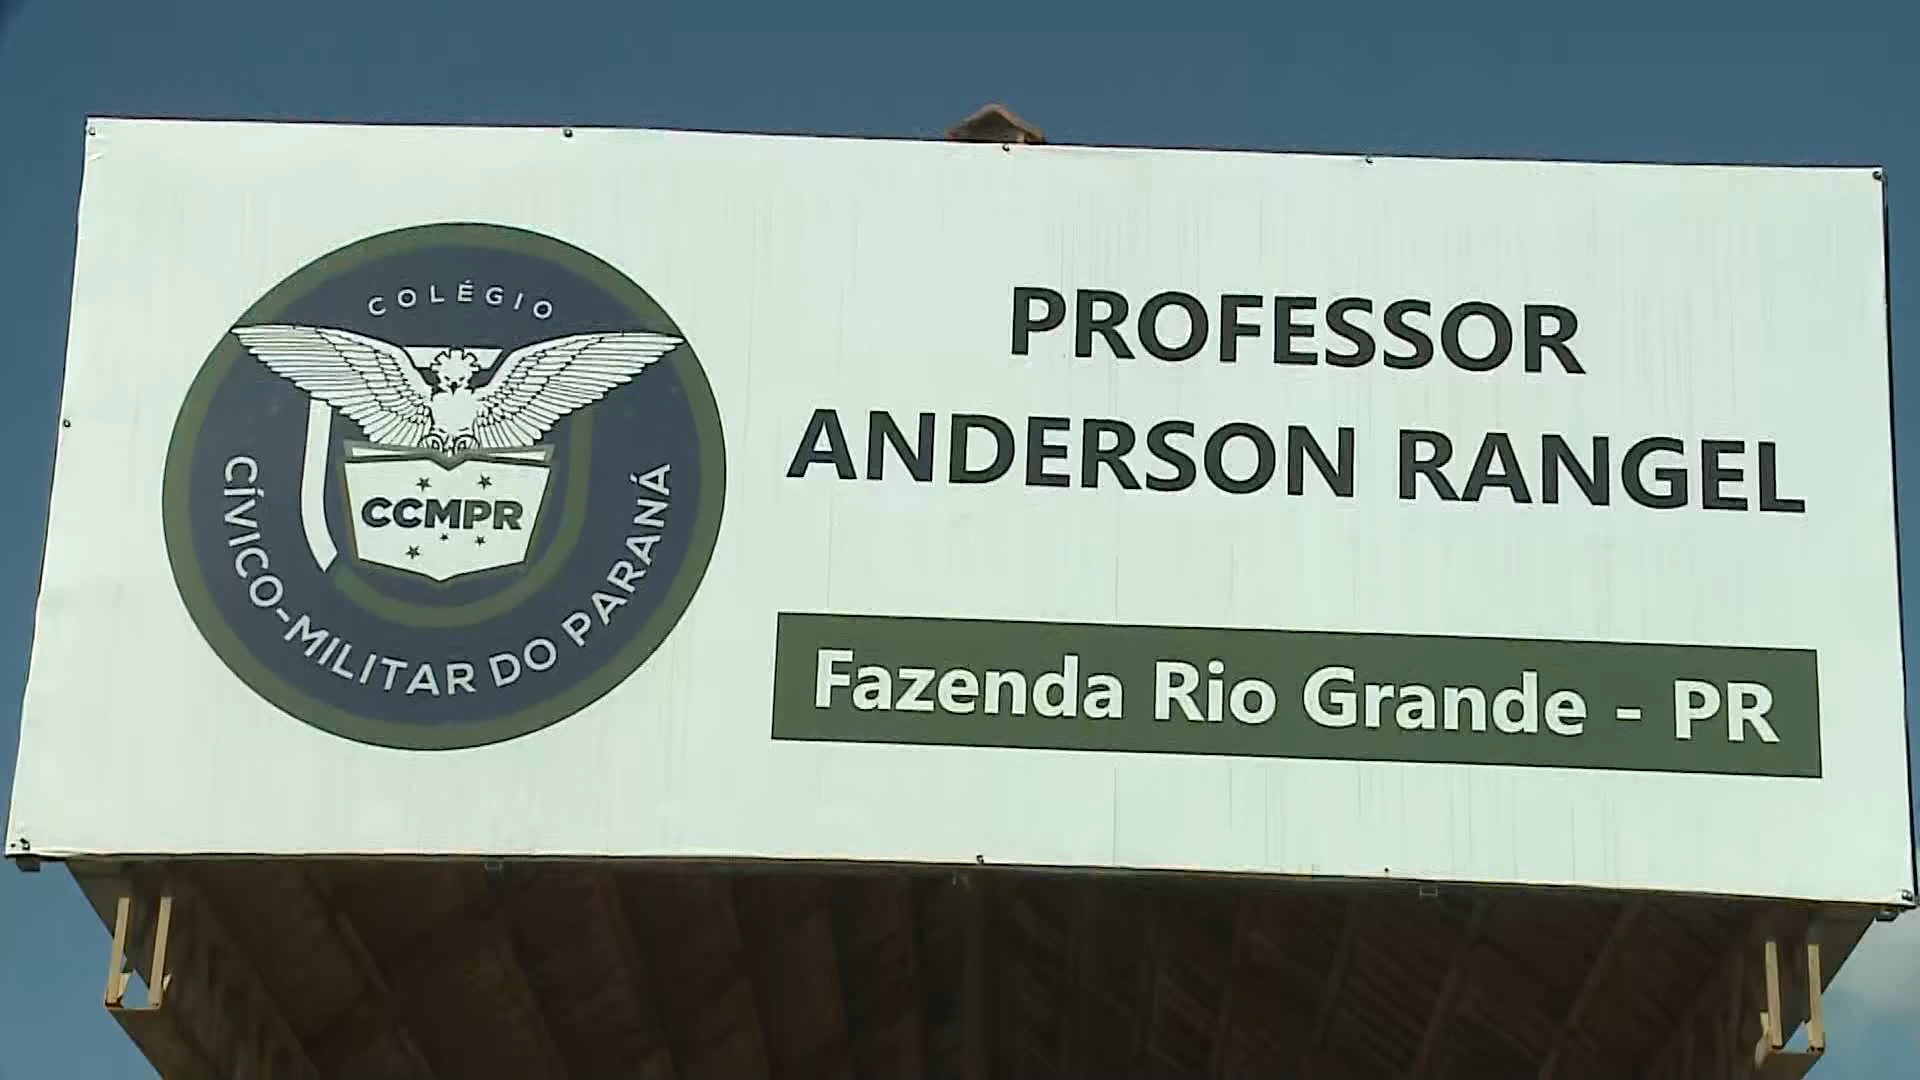 COLÉGIO
CCMPR
CÍVICO-MILITAR DO PARANÁ
PROFESSOR
ANDERSON RANGEL
Fazenda Rio Grande - PR